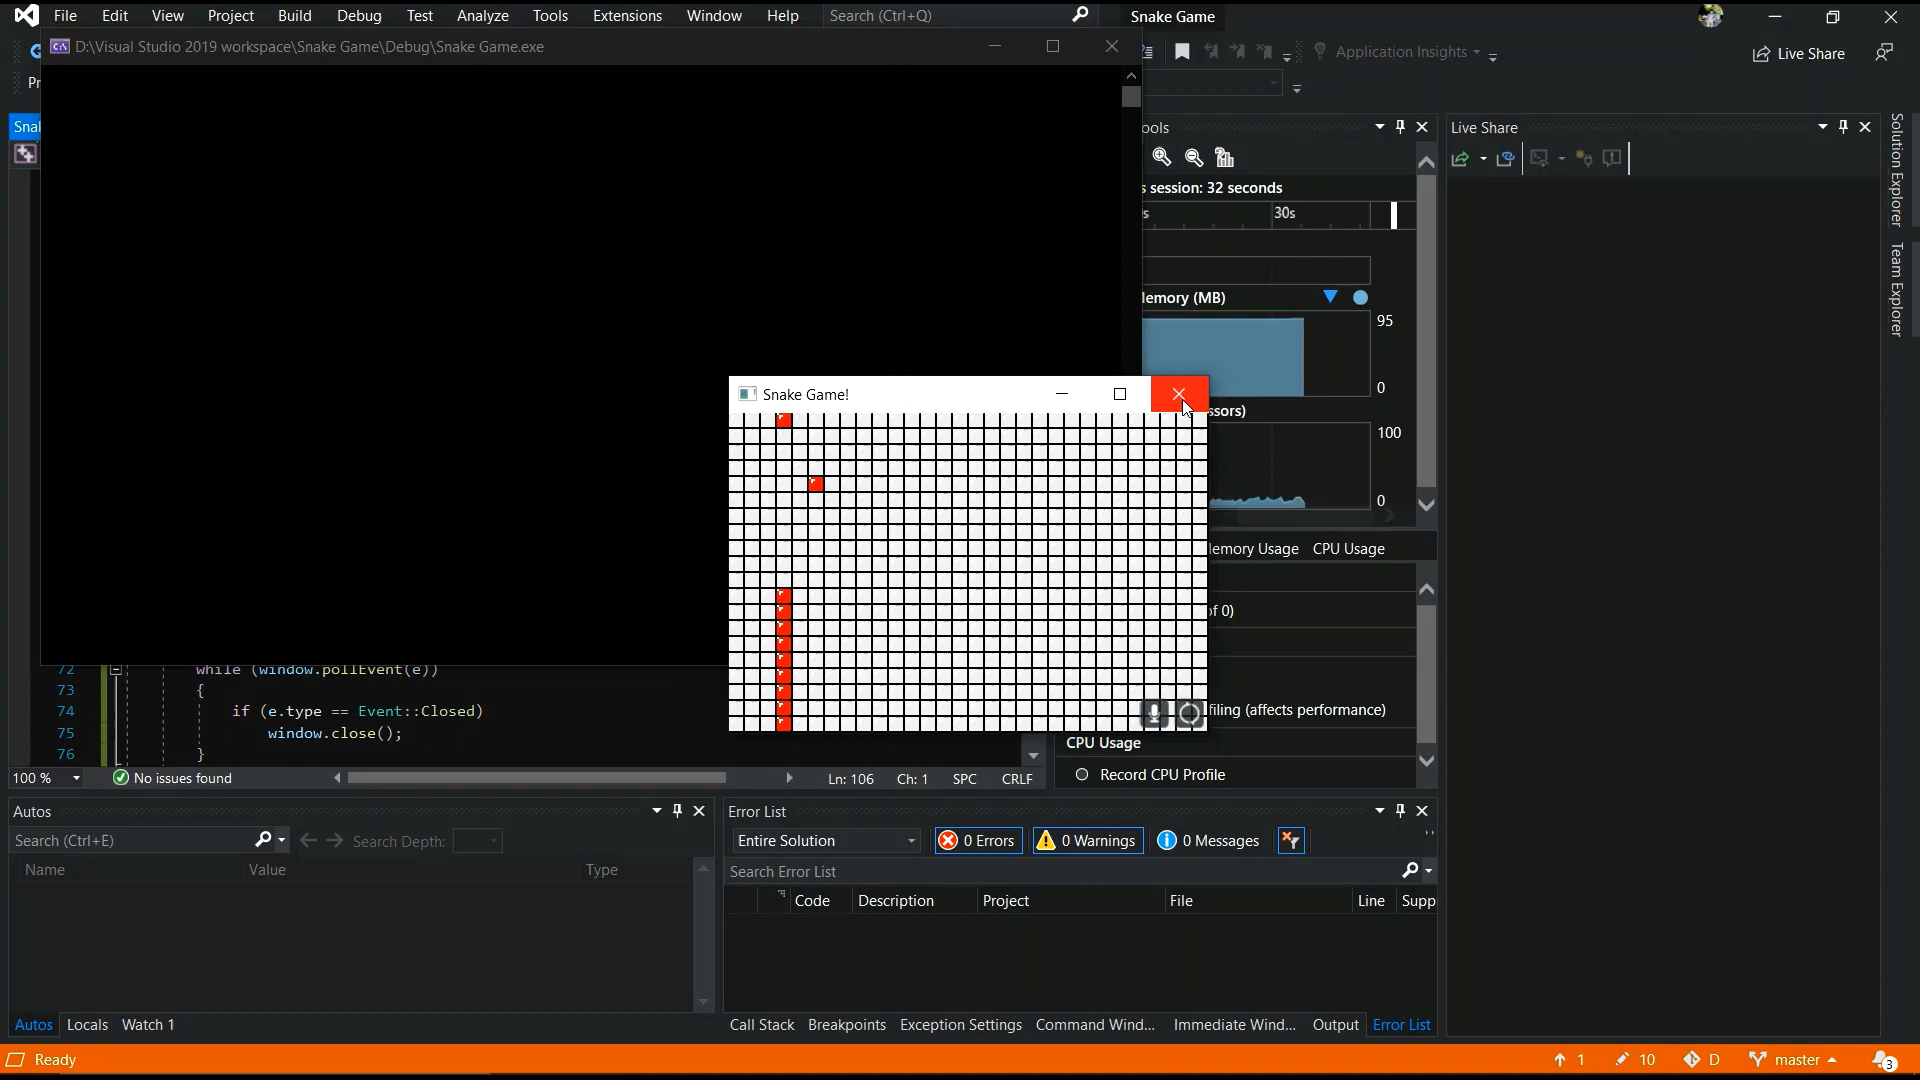 File Edit View Project Build Debug Test Analyze Tools Extensions Window Help Search (Ctrl+Q) Snake Game
D:\Visual Studio 2019 workspace\Snake Game\Debug\Snake Game.exe
Application Insights
Live Share
Pr
Snak
ools
Live Share
Solution Explorer
Team Explorer
s session: 32 seconds
s 30s
emory (MB)
95
0
Snake Game!
ssors)
100
0
emory Usage CPU Usage
of 0)
filing (affects performance)
CPU Usage
Record CPU Profile
72 while (window.pollEvent(e))
73 {
74 if (e.type == Event::Closed)
75 window.close();
76 }
100 % No issues found Ln: 106 Ch: 1 SPC CRLF
Autos
Search (Ctrl+E) Search Depth:
Name Value Type
Autos Locals Watch 1
Error List
Entire Solution 0 Errors 0 Warnings 0 Messages
Search Error List
Code Description Project File Line Supp
Call Stack Breakpoints Exception Settings Command Wind... Immediate Wind... Output Error List
Ready 1 10 D master 3